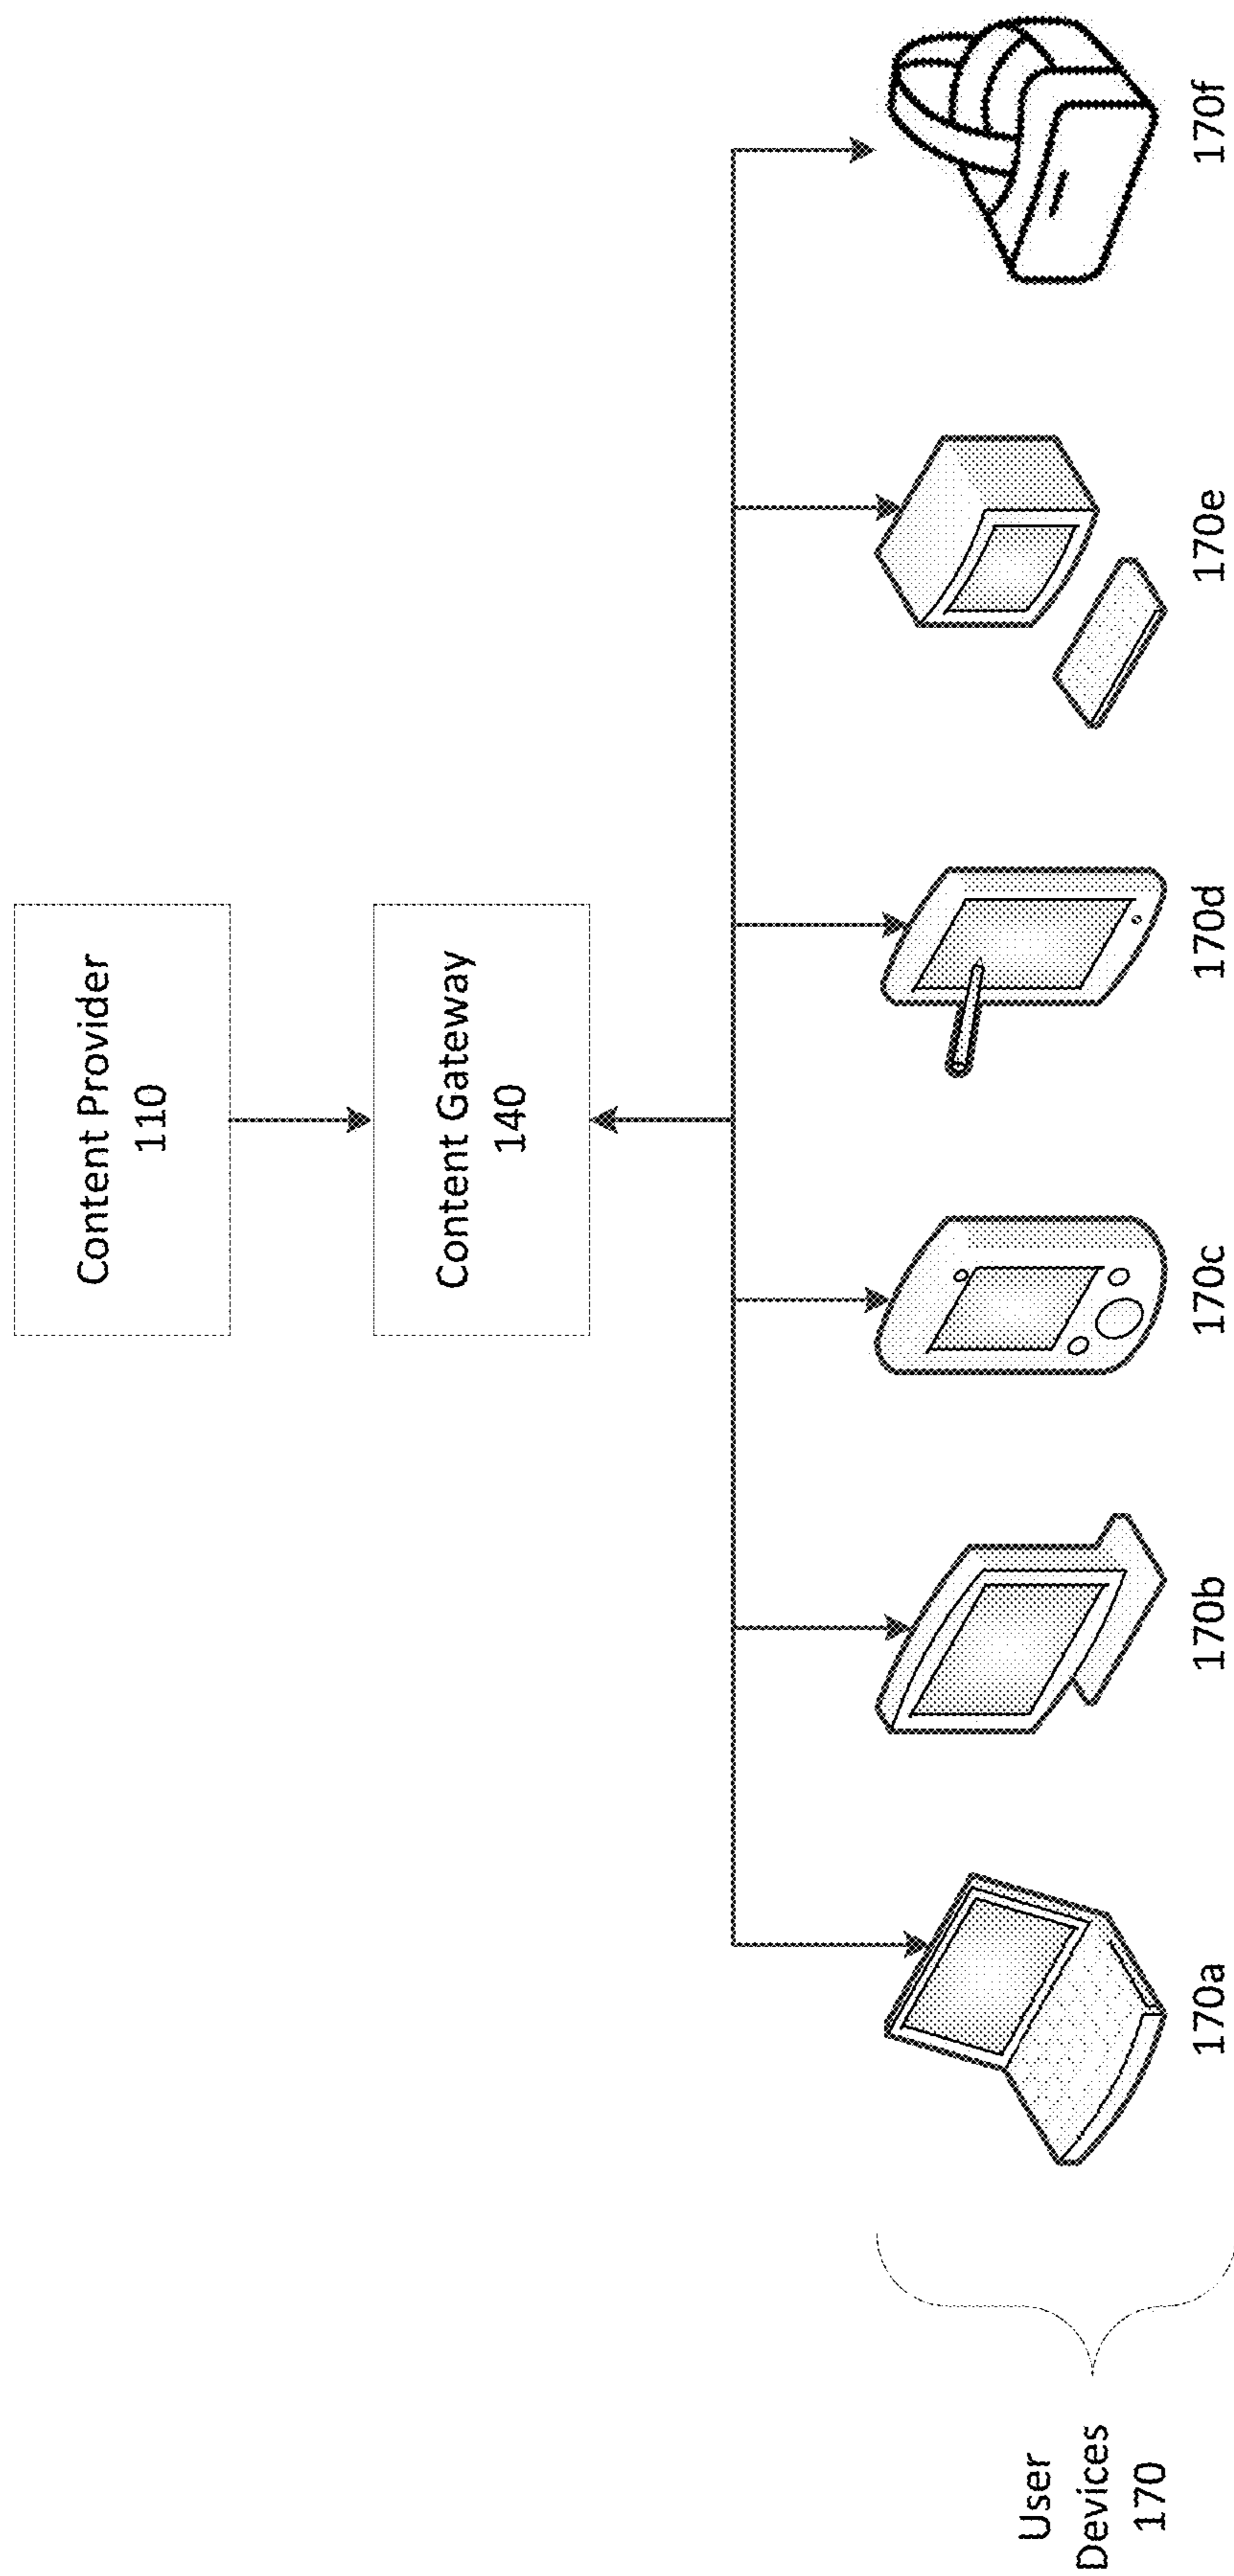 Content Provider
110
Content Gateway
140
User
Devices
170
170a
170b
170c
170d
170e
170f